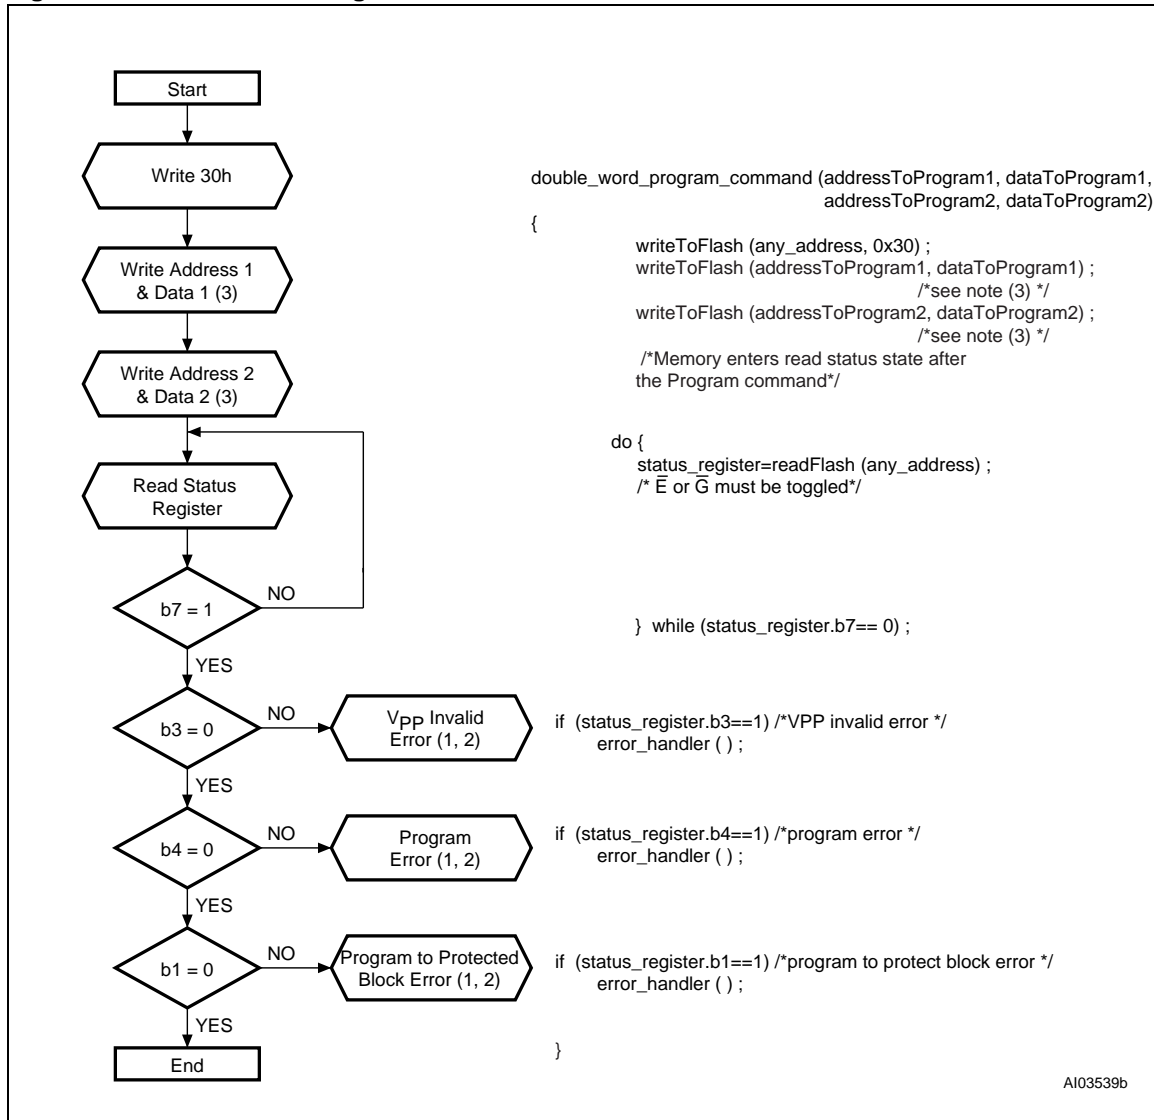 Start
Write 30h
Write Address 1
& Data 1 (3)
Write Address 2
& Data 2 (3)
Read Status
Register
b7 = 1
NO
YES
b3 = 0
NO
VPP Invalid
Error (1, 2)
YES
b4 = 0
NO
Program
Error (1, 2)
YES
b1 = 0
NO
Program to Protected
Block Error (1, 2)
YES
End
double_word_program_command (addressToProgram1, dataToProgram1,
addressToProgram2, dataToProgram2)
{
writeToFlash (any_address, 0x30) ;
writeToFlash (addressToProgram1, dataToProgram1) ;
/*see note (3) */
writeToFlash (addressToProgram2, dataToProgram2) ;
/*see note (3) */
/*Memory enters read status state after
the Program command*/
do {
status_register=readFlash (any_address) ;
/* E̅ or G̅ must be toggled*/
} while (status_register.b7== 0) ;
if (status_register.b3==1) /*VPP invalid error */
error_handler ( ) ;
if (status_register.b4==1) /*program error */
error_handler ( ) ;
if (status_register.b1==1) /*program to protect block error */
error_handler ( ) ;
}
AI03539b